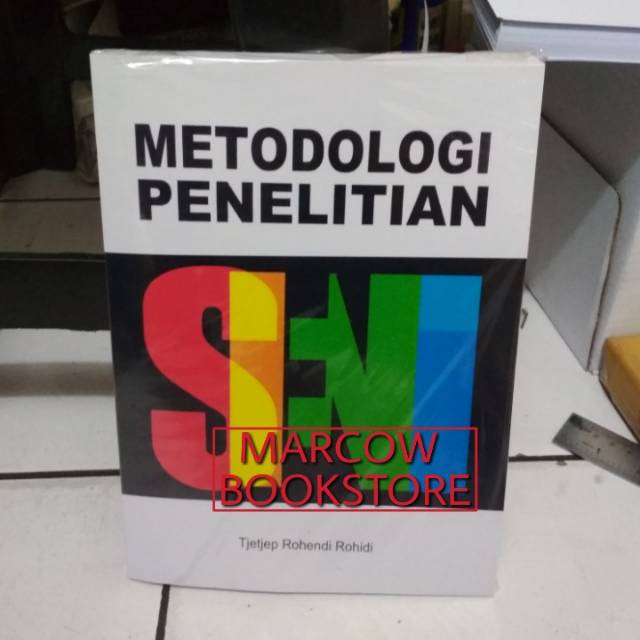 METODOLOGI
PENELITIAN
SENI
MARCOW
BOOKSTORE
Tjetjep Rohendi Rohidi